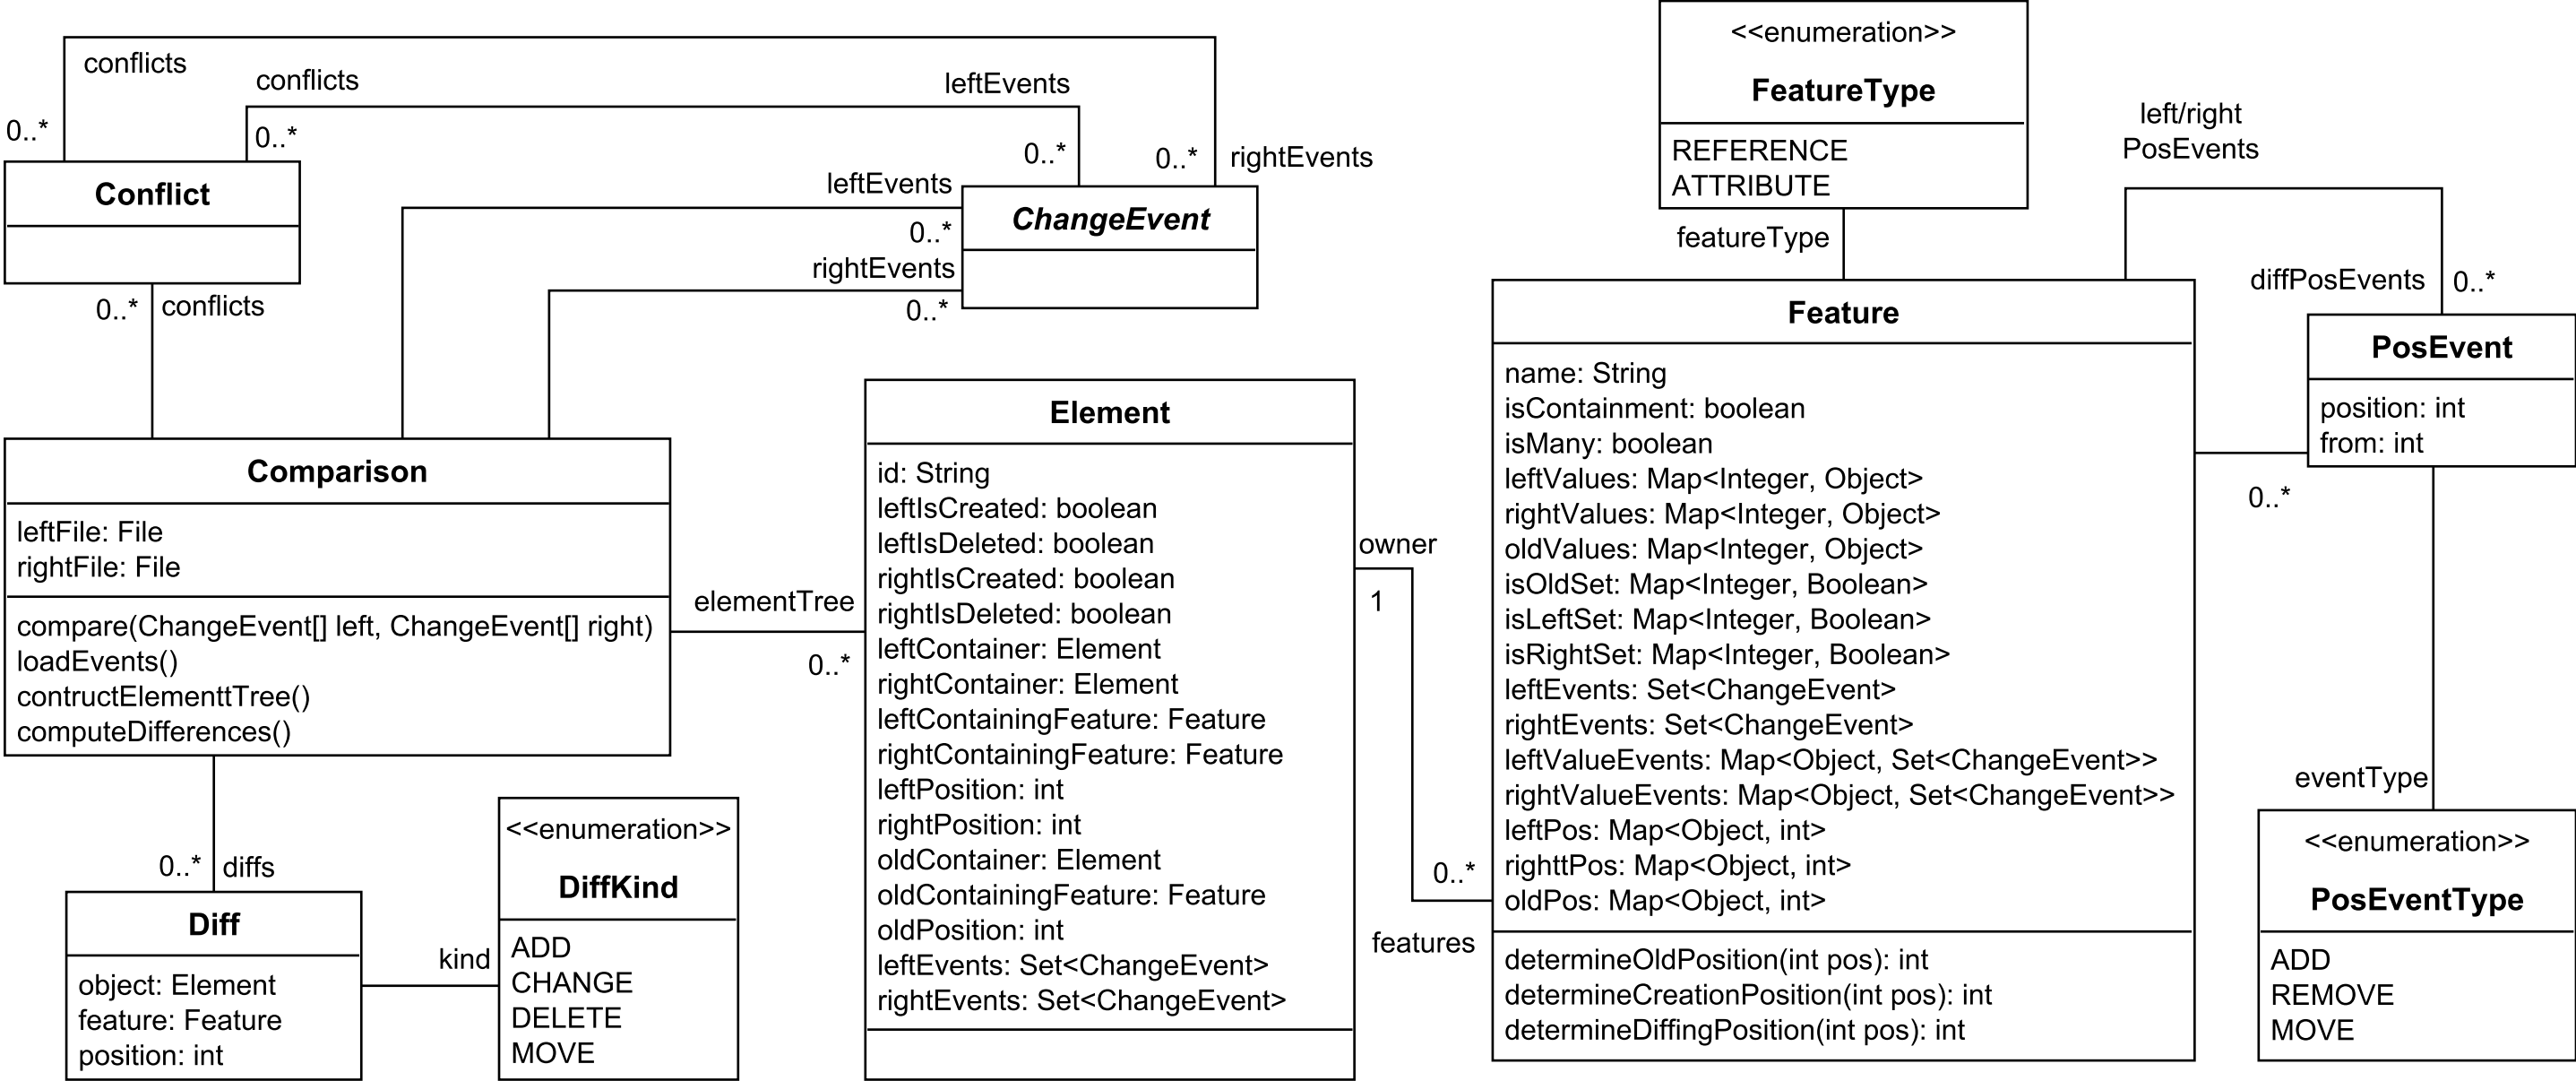 conflicts
0..*
conflicts
0..*
leftEvents
0..*
0..*
rightEvents
Conflict
leftEvents
0..*
rightEvents
0..*
ChangeEvent
0..*
conflicts
Comparison
leftFile: File
rightFile: File
compare(ChangeEvent[] left, ChangeEvent[] right)
loadEvents()
contructElementtTree()
computeDifferences()
elementTree
0..*
0..*
diffs
Diff
object: Element
feature: Feature
position: int
kind
<<enumeration>>
DiffKind
ADD
CHANGE
DELETE
MOVE
Element
id: String
leftIsCreated: boolean
leftIsDeleted: boolean
rightIsCreated: boolean
rightIsDeleted: boolean
leftContainer: Element
rightContainer: Element
leftContainingFeature: Feature
rightContainingFeature: Feature
leftPosition: int
rightPosition: int
oldContainer: Element
oldContainingFeature: Feature
oldPosition: int
leftEvents: Set<ChangeEvent>
rightEvents: Set<ChangeEvent>
owner
1
0..*
features
<<enumeration>>
FeatureType
REFERENCE
ATTRIBUTE
featureType
Feature
name: String
isContainment: boolean
isMany: boolean
leftValues: Map<Integer, Object>
rightValues: Map<Integer, Object>
oldValues: Map<Integer, Object>
isOldSet: Map<Integer, Boolean>
isLeftSet: Map<Integer, Boolean>
isRightSet: Map<Integer, Boolean>
leftEvents: Set<ChangeEvent>
rightEvents: Set<ChangeEvent>
leftValueEvents: Map<Object, Set<ChangeEvent>>
rightValueEvents: Map<Object, Set<ChangeEvent>>
leftPos: Map<Object, int>
righttPos: Map<Object, int>
oldPos: Map<Object, int>
determineOldPosition(int pos): int
determineCreationPosition(int pos): int
determineDiffingPosition(int pos): int
left/right
PosEvents
diffPosEvents
0..*
PosEvent
position: int
from: int
0..*
eventType
<<enumeration>>
PosEventType
ADD
REMOVE
MOVE